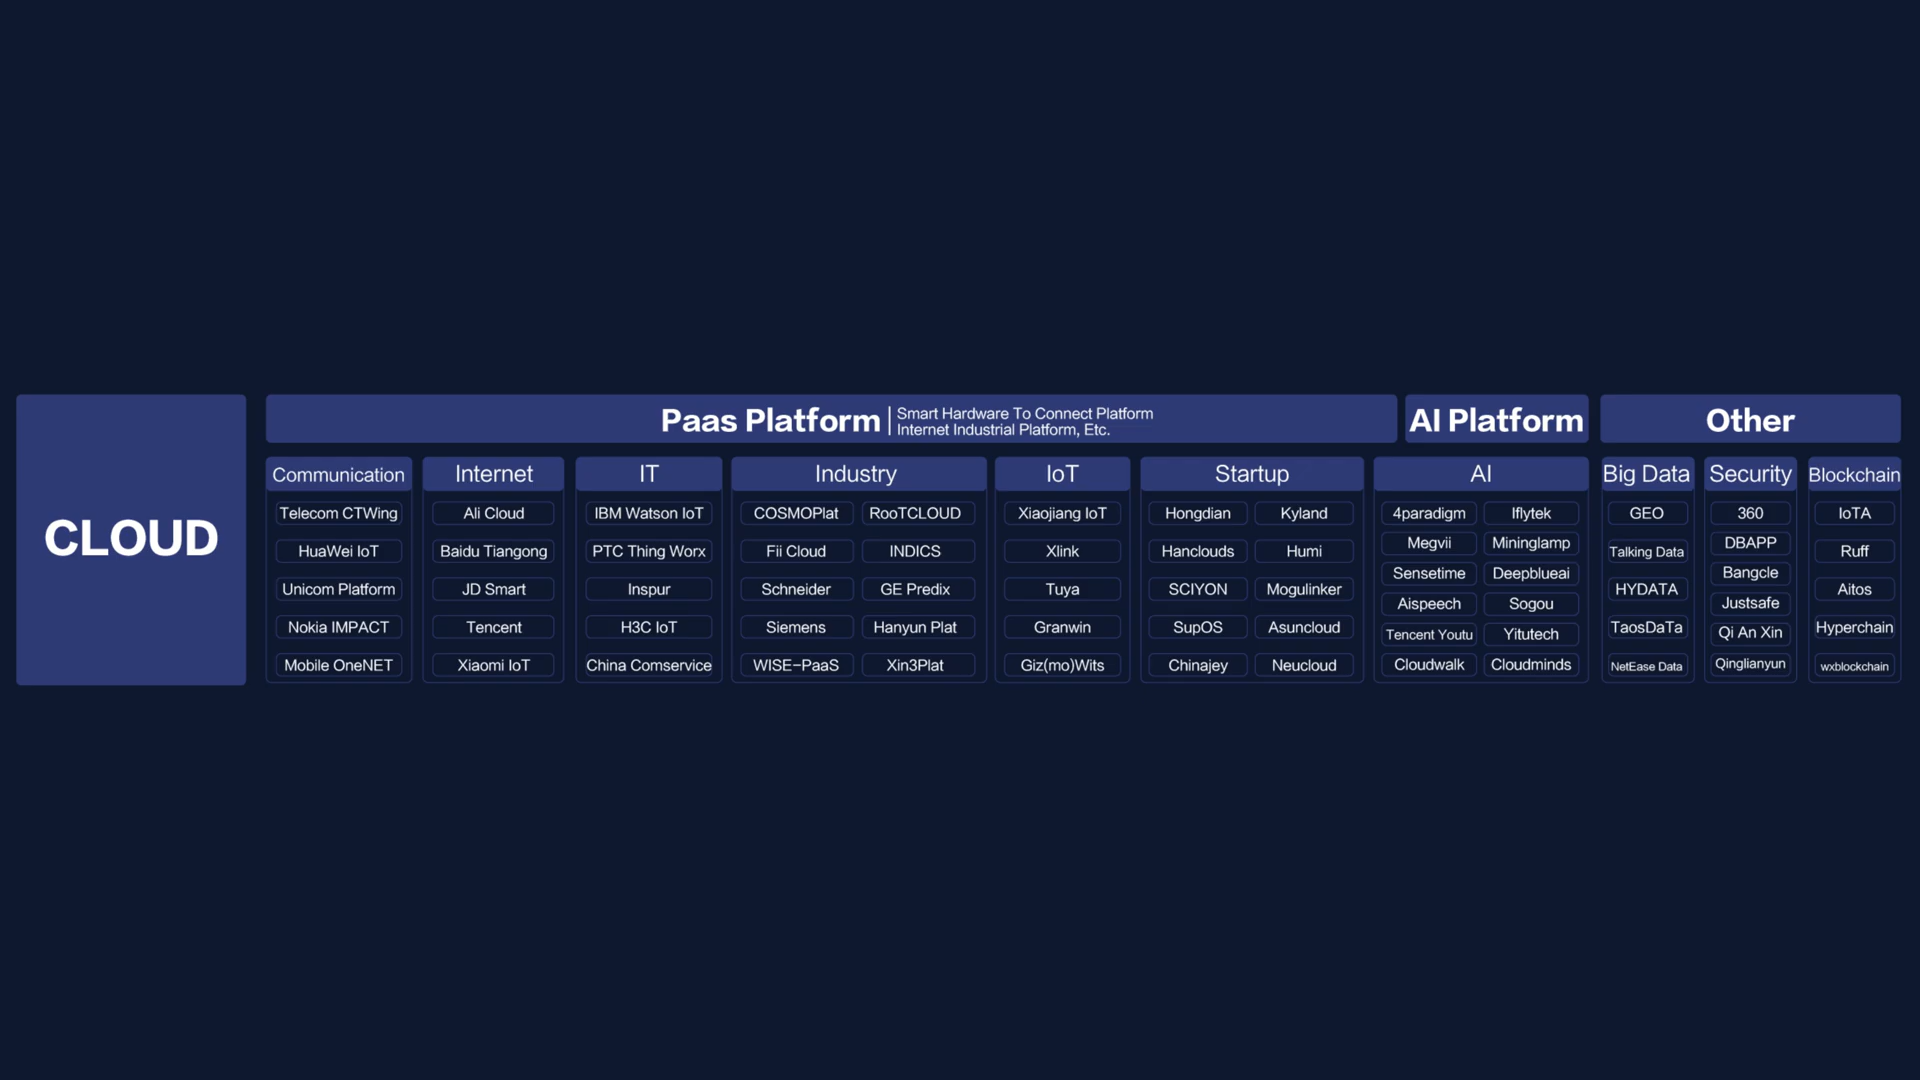 CLOUD
Paas Platform
Smart Hardware To Connect Platform
Internet Industrial Platform, Etc.
AI Platform
Other
Communication
Telecom CTWing
HuaWei IoT
Unicom Platform
Nokia IMPACT
Mobile OneNET
Internet
Ali Cloud
Baidu Tiangong
JD Smart
Tencent
Xiaomi IoT
IT
IBM Watson IoT
PTC Thing Worx
Inspur
H3C IoT
China Comservice
Industry
COSMOPlat RooTCLOUD
Fii Cloud INDICS
Schneider GE Predix
Siemens Hanyun Plat
WISE-PaaS Xin3Plat
IoT
Xiaojiang IoT
Xlink
Tuya
Granwin
Giz(mo)Wits
Startup
Hongdian Kyland
Hanclouds Humi
SCIYON Mogulinker
SupOS Asuncloud
Chinajey Neucloud
AI
4paradigm Iflytek
Megvii Mininglamp
Sensetime Deepblueai
Aispeech Sogou
Tencent Youtu Yitutech
Cloudwalk Cloudminds
Big Data
GEO
Talking Data
HYDATA
TaosDaTa
NetEase Data
Security
360
DBAPP
Bangcle
Justsafe
Qi An Xin
Qinglianyun
Blockchain
IoTA
Ruff
Aitos
Hyperchain
wxblockchain